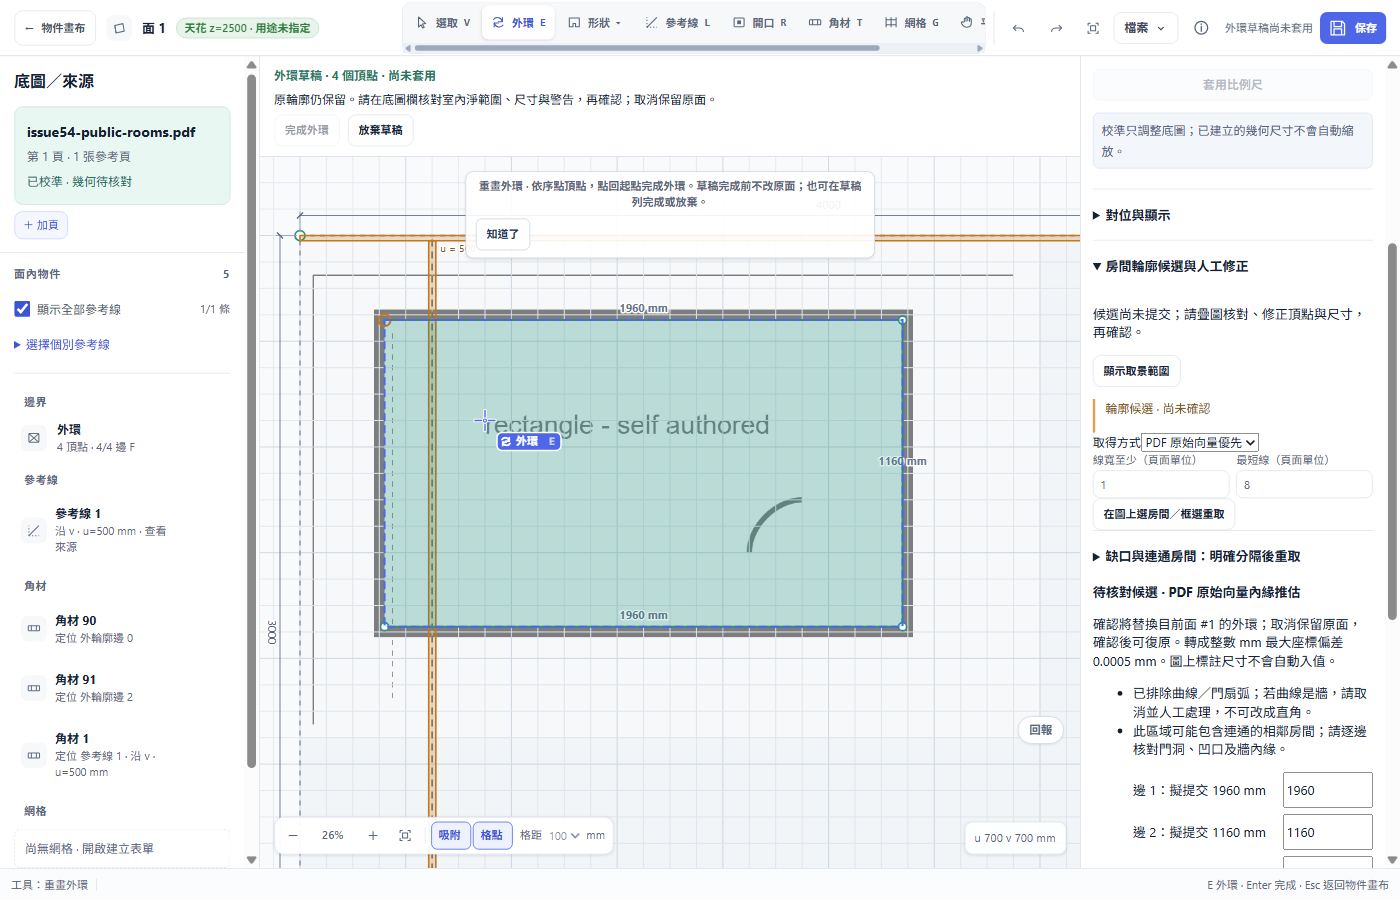 ← 物件畫布
面 1
天花 z=2500 · 用途未指定
選取 V
外環 E
形狀
參考線 L
開口 R
角材 T
網格 G
檔案
外環草稿尚未套用
保存
底圖／來源
issue54-public-rooms.pdf
第 1 頁 · 1 張參考頁
已校準 · 幾何待核對
+ 加頁
面內物件 5
顯示全部參考線 1/1 條
選擇個別參考線
邊界
外環
4 頂點 · 4/4 邊 F
參考線
參考線 1
沿 v · u=500 mm · 查看
來源
角材
角材 90
定位 外輪廓邊 0
角材 91
定位 外輪廓邊 2
角材 1
定位 參考線 1 · 沿 v ·
u=500 mm
網格
尚無網格 · 開啟建立表單
外環草稿 · 4 個頂點 · 尚未套用
原輪廓仍保留。請在底圖欄核對室內淨範圍、尺寸與警告，再確認；取消保留原面。
完成外環
放棄草稿
重畫外環 · 依序點頂點，點回起點完成外環。草稿完成前不改原面；也可在草稿
列完成或放棄。
4000
知道了
u = 5
1960 mm
rectangle - self authored
外環 E
1160 mm
1960 mm
3000
回報
26%
吸附
格點
格距
100
mm
u 700 v 700 mm
套用比例尺
校準只調整底圖；已建立的幾何尺寸不會自動縮
放。
對位與顯示
房間輪廓候選與人工修正
候選尚未提交；請疊圖核對、修正頂點與尺寸，
再確認。
顯示取景範圍
輪廓候選 · 尚未確認
取得方式 PDF 原始向量優先
線寬至少（頁面單位） 最短線（頁面單位）
1 8
在圖上選房間／框選重取
缺口與連通房間：明確分隔後重取
待核對候選 · PDF 原始向量內緣推估
確認將替換目前面 #1 的外環；取消保留原面，
確認後可復原。轉成整數 mm 最大座標偏差
0.0005 mm。圖上標註尺寸不會自動入值。
• 已排除曲線／門扇弧；若曲線是牆，請取
消並人工處理，不可改成直角。
• 此區域可能包含連通的相鄰房間；請逐邊
核對門洞、凹口及牆內緣。
邊 1：擬提交 1960 mm 1960
邊 2：擬提交 1160 mm 1160
工具：重畫外環
E 外環 · Enter 完成 · Esc 返回物件畫布